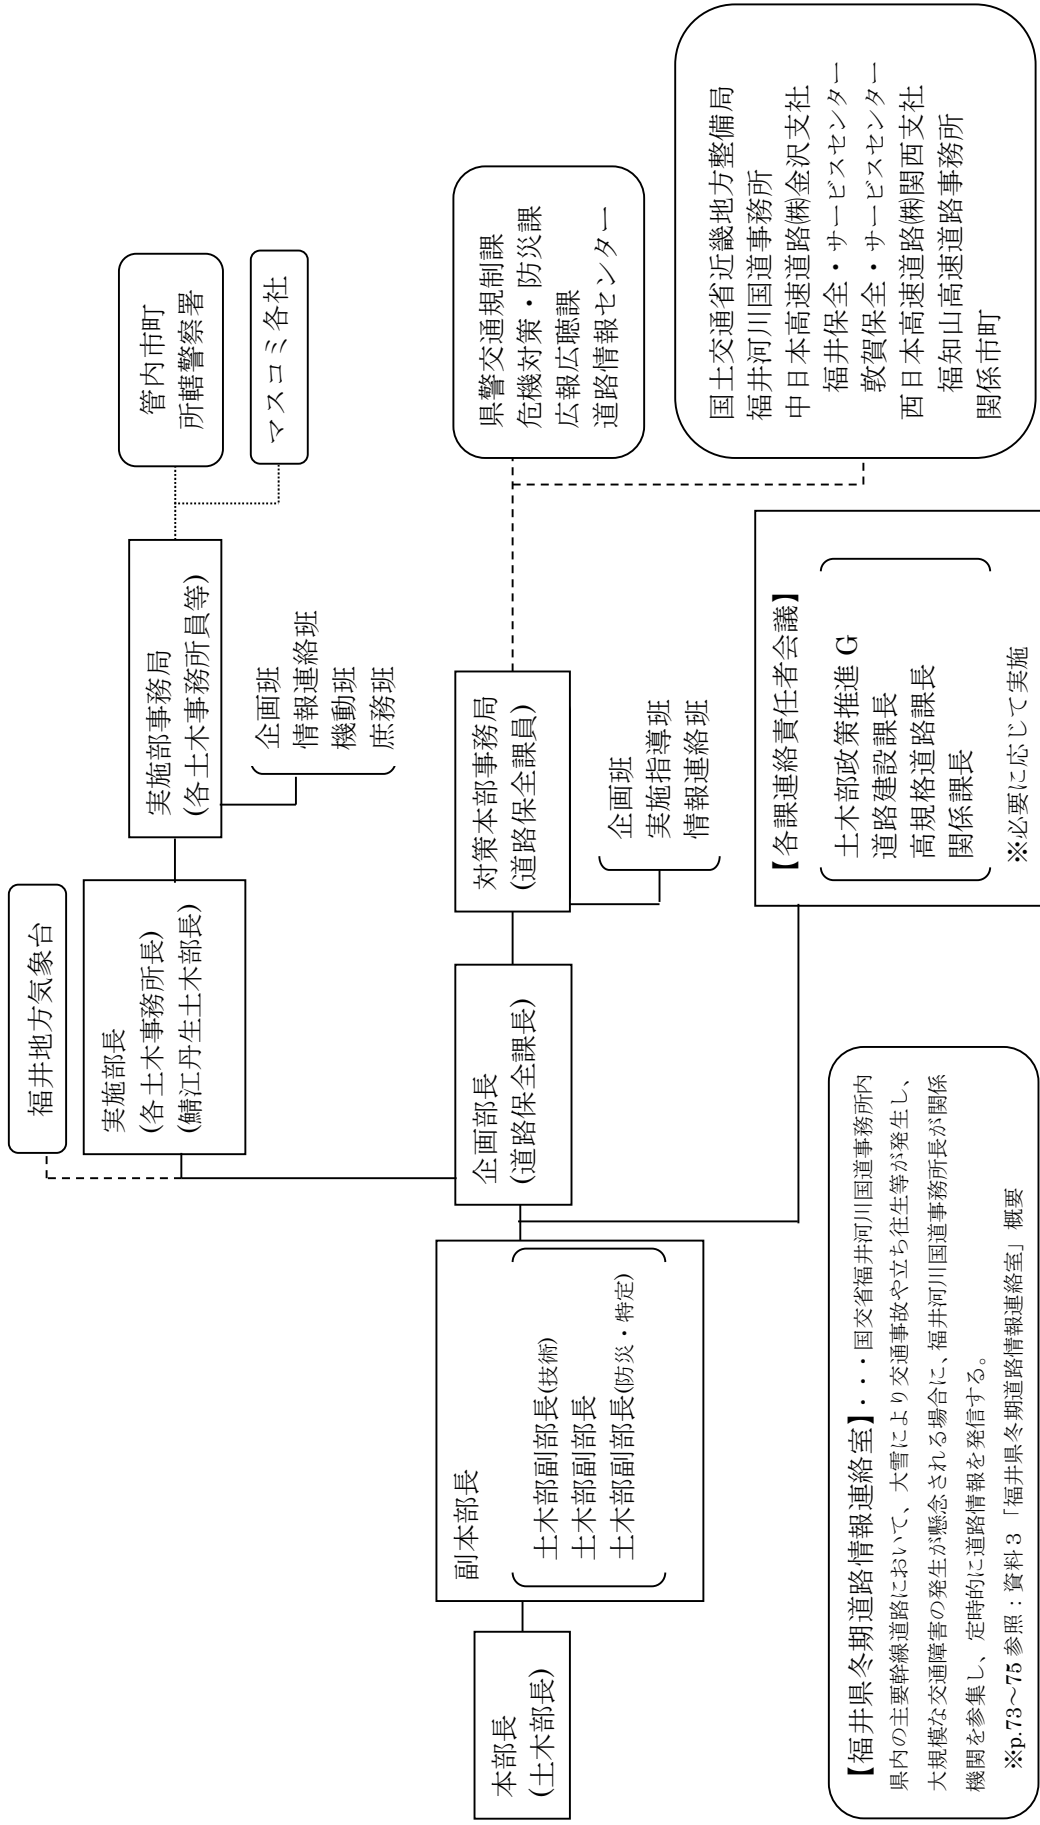 本部長
(土木部長)
副本部長
土木部副部長(技術)
土木部副部長
土木部副部長(防災・特定)
企画部長
(道路保全課長)
対策本部事務局
(道路保全課員)
企画班
実施指導班
情報連絡班
県警交通規制課
危機対策・防災課
広報広聴課
道路情報センター
国土交通省近畿地方整備局
福井河川国道事務所
中日本高速道路㈱金沢支社
福井保全・サービスセンター
敦賀保全・サービスセンター
西日本高速道路㈱関西支社
福知山高速道路事務所
関係市町
福井地方気象台
実施部長
(各土木事務所長)
(鯖江丹生土木部長)
実施部事務局
(各土木事務所員等)
企画班
情報連絡班
機動班
庶務班
管内市町
所轄警察署
マスコミ各社
【各課連絡責任者会議】
土木部政策推進 G
道路建設課長
高規格道路課長
関係課長
※必要に応じて実施
【福井県冬期道路情報連絡室】・・・国交省福井河川国道事務所内
県内の主要幹線道路において、大雪により交通事故や立ち往生等が発生し、
大規模な交通障害の発生が懸念される場合に、福井河川国道事務所長が関係
機関を参集し、定時的に道路情報を発信する。
※p.73～75 参照：資料３「福井県冬期道路情報連絡室」概要